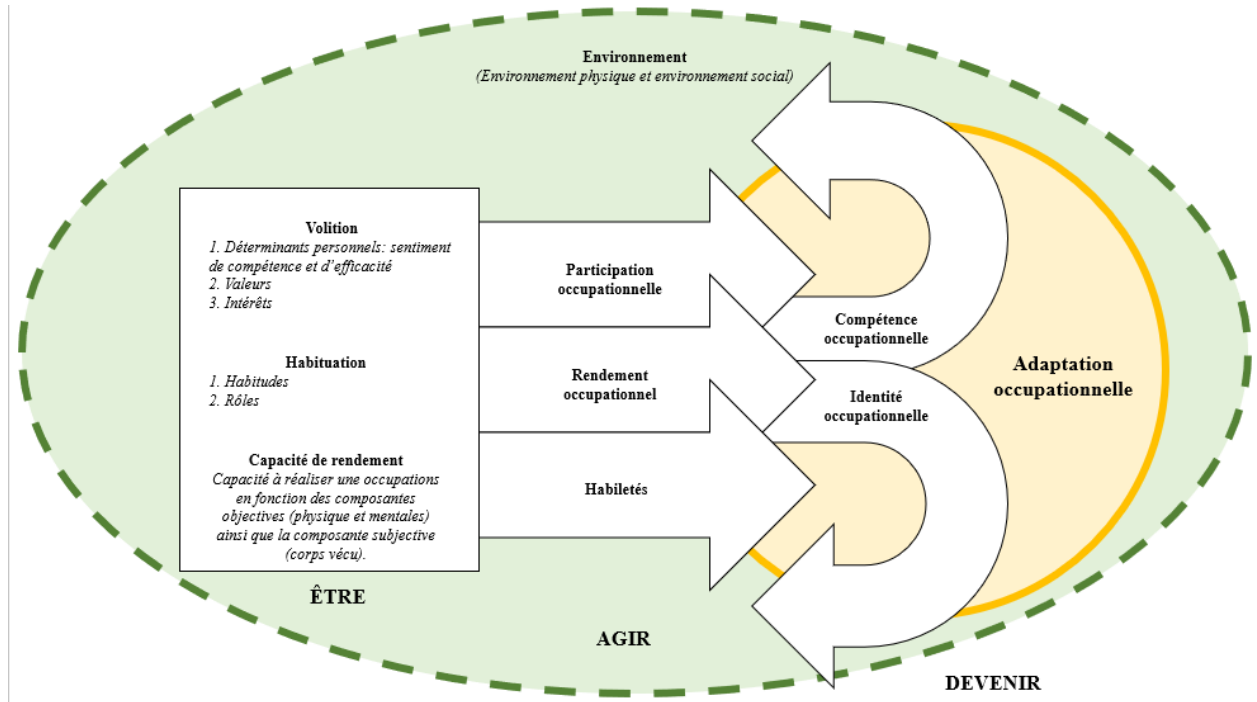 Environnement
(Environnement physique et environnement social)
Volition
1. Déterminants personnels: sentiment
de compétence et d'efficacité
2. Valeurs
3. Intérêts
Habituation
1. Habitudes
2. Rôles
Capacité de rendement
Capacité à réaliser une occupations
en fonction des composantes
objectives (physique et mentales)
ainsi que la composante subjective
(corps vécu).
ÊTRE
Participation
occupationnelle
Rendement
occupationnel
Habiletés
AGIR
Compétence
occupationnelle
Identité
occupationnelle
Adaptation
occupationnelle
DEVENIR